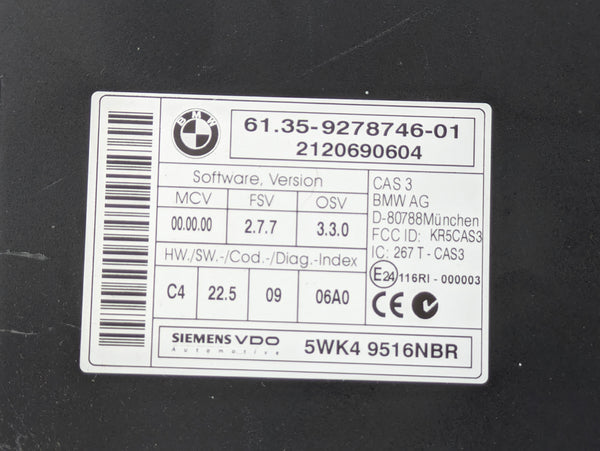 BMW
61.35-9278746-01
2120690604
Software, Version
MCV FSV OSV
00.00.00 2.7.7 3.3.0
HW./SW.-/Cod.-/Diag.-Index
C4 22.5 09 06A0
CAS 3
BMW AG
D-80788München
FCC ID: KR5CAS3
IC: 267 T - CAS3
E24 116RI - 000003
CE
SIEMENS VDO
Automotive
5WK4 9516NBR